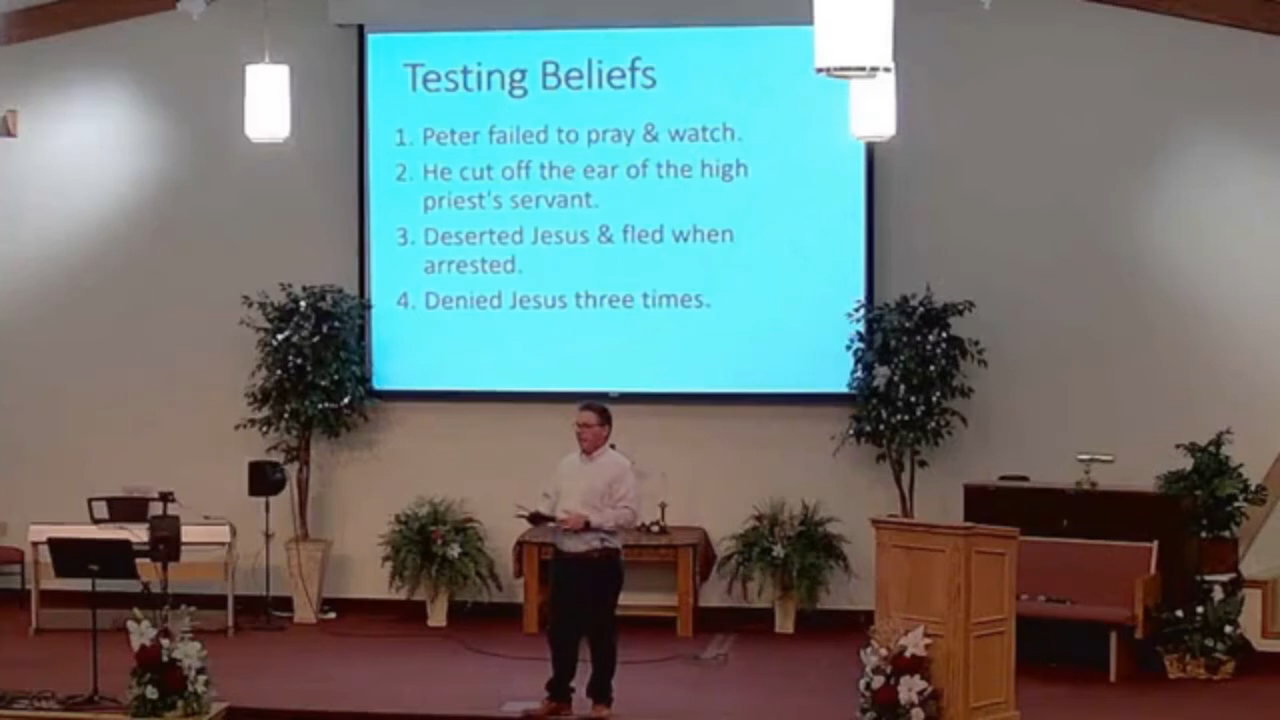 Testing Beliefs
1. Peter failed to pray & watch.
2. He cut off the ear of the high
priest's servant.
3. Deserted Jesus & fled when
arrested.
4. Denied Jesus three times.